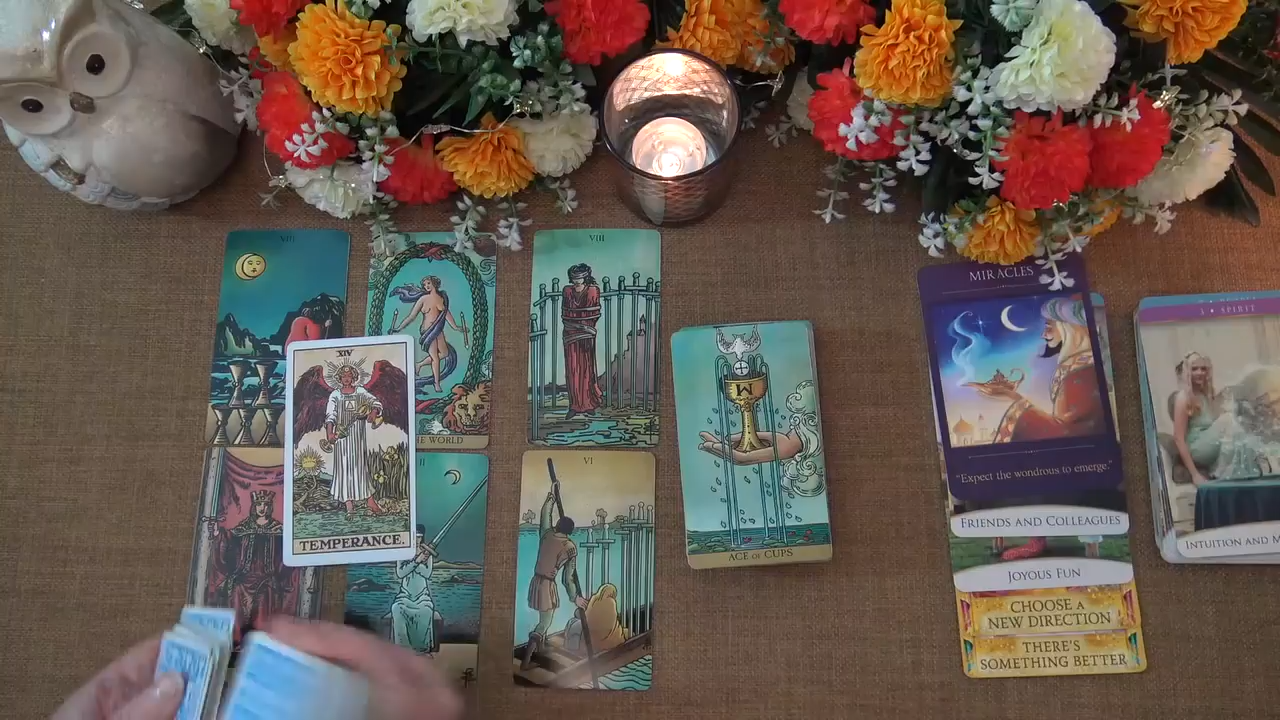 VIII
VIII
XIV
TEMPERANCE.
THE WORLD
VI
M
ACE OF CUPS
MIRACLES
"Expect the wondrous to emerge."
FRIENDS AND COLLEAGUES
JOYOUS FUN
CHOOSE A
NEW DIRECTION
THERE'S
SOMETHING BETTER
3 • SPIRIT
INTUITION AND M